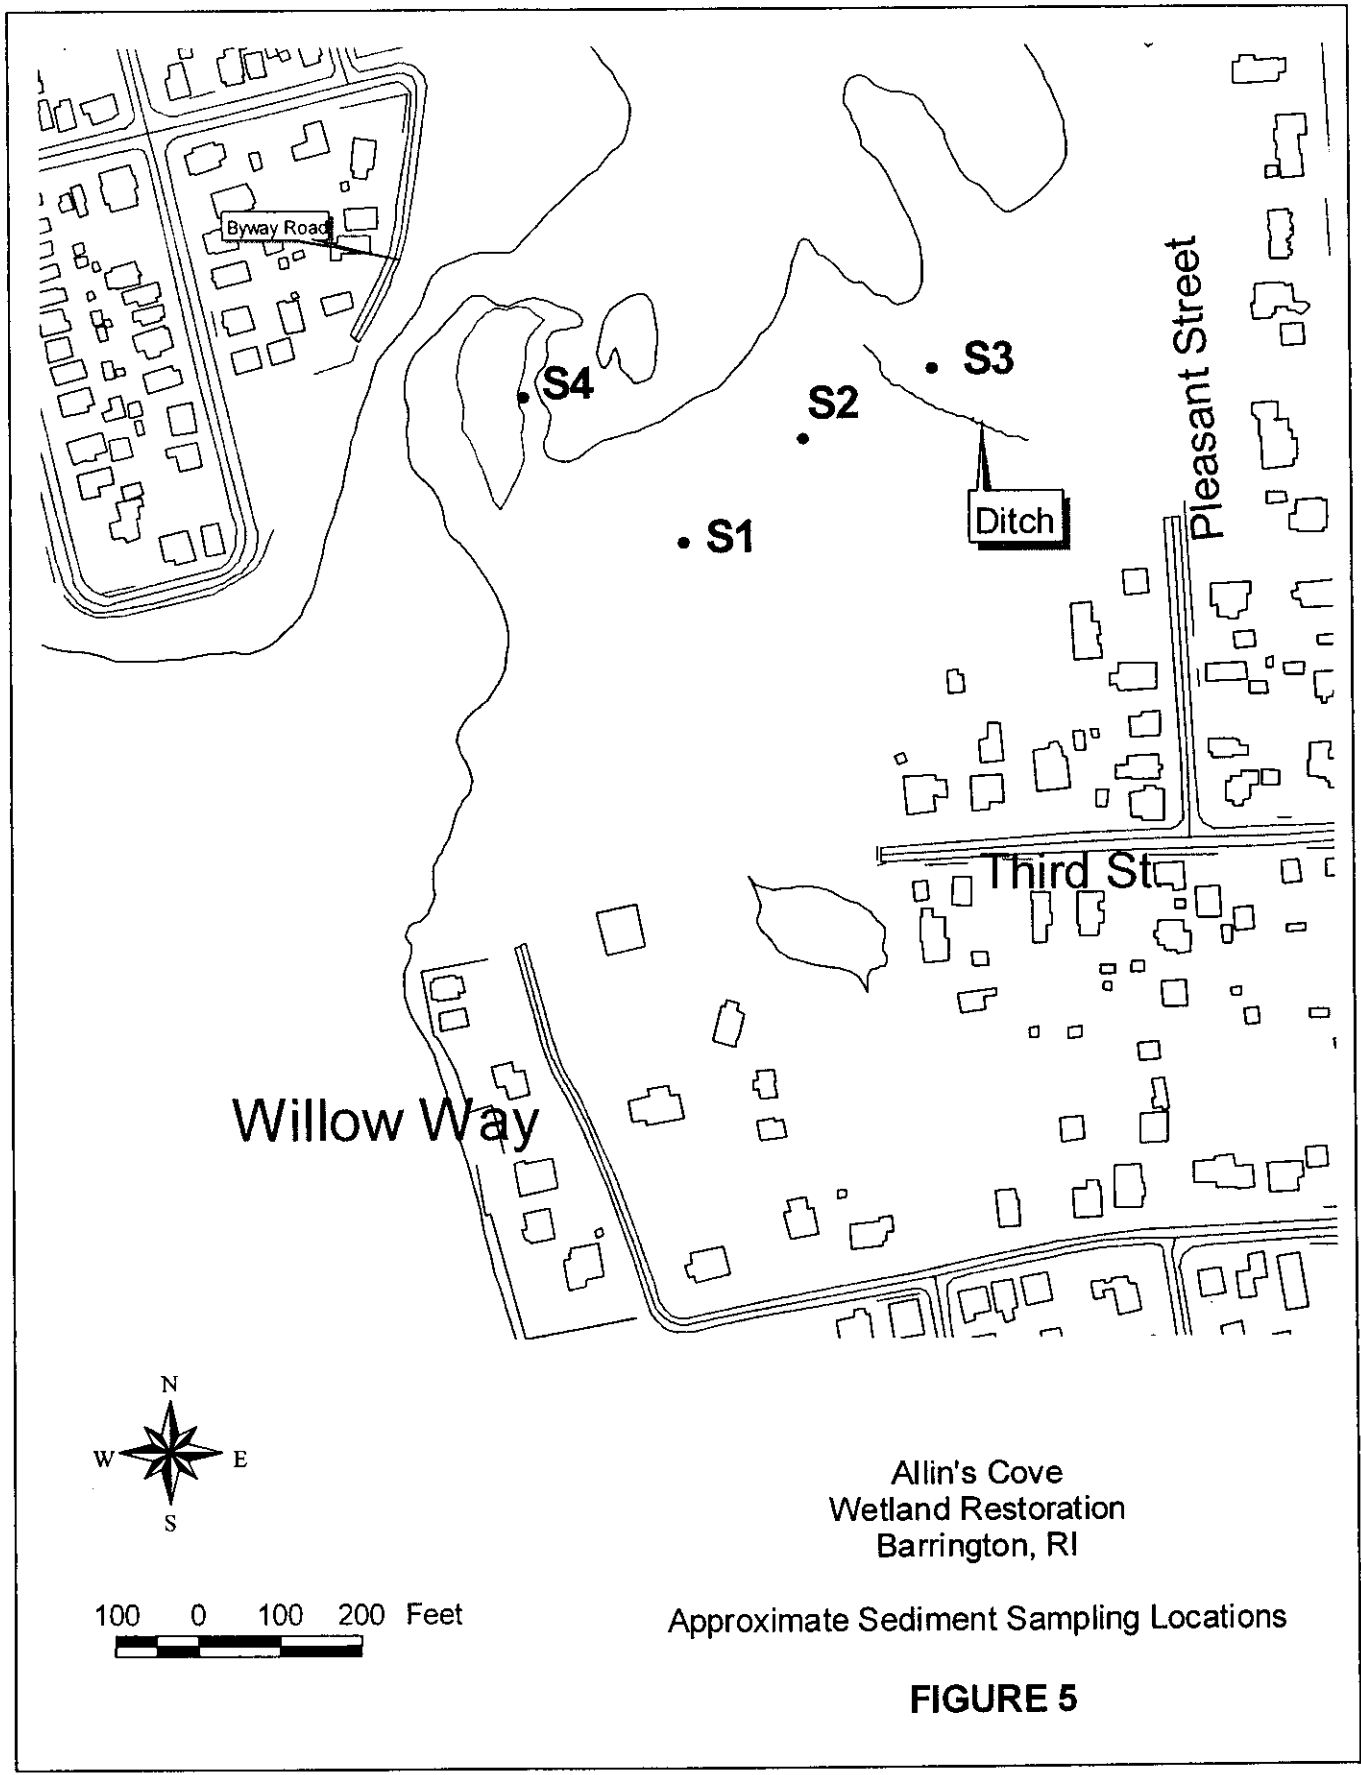 Byway Road
Pleasant Street
S3
S4
S2
Ditch
S1
Third St.
Willow Way
N
W E
S
Allin's Cove
Wetland Restoration
Barrington, RI
100 0 100 200 Feet
Approximate Sediment Sampling Locations
FIGURE 5